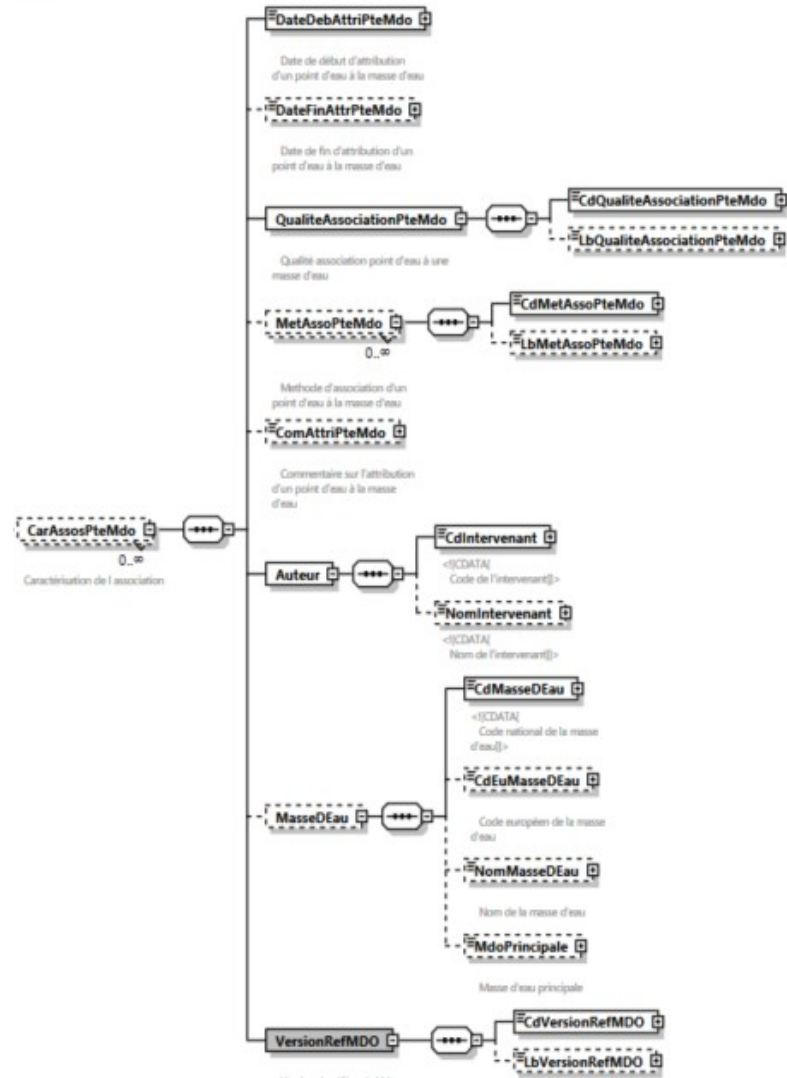 DateDebAttriPteMdo
Date de début d'attribution
d'un point d'eau à la masse d'eau
DateFinAttrPteMdo
Date de fin d'attribution d'un
point d'eau à la masse d'eau
QualiteAssociationPteMdo
CdQualiteAssociationPteMdo
LbQualiteAssociationPteMdo
Qualité association point d'eau à une
masse d'eau
MetAssoPteMdo
0..∞
CdMetAssoPteMdo
LbMetAssoPteMdo
Methode d'association d'un
point d'eau à la masse d'eau
ComAttriPteMdo
Commentaire sur l'attribution
d'un point d'eau à la masse
d'eau
CarAssosPteMdo
0..∞
Caractérisation de l association
Auteur
CdIntervenant
<![CDATA[
Code de l'intervenant]]>
NomIntervenant
<![CDATA[
Nom de l'intervenant]]>
MasseDEau
CdMasseDEau
<![CDATA[
Code national de la masse
d'eau]]>
CdEuMasseDEau
Code européen de la masse
d'eau
NomMasseDEau
Nom de la masse d'eau
MdoPrincipale
Masse d'eau principale
VersionRefMDO
CdVersionRefMDO
LbVersionRefMDO